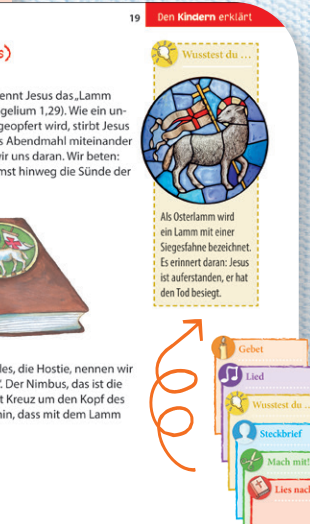 19 Den Kindern erklärt
ennt Jesus das „Lamm
gelium 1,29). Wie ein un-
geopfert wird, stirbt Jesus
s Abendmahl miteinander
vir uns daran. Wir beten:
mst hinweg die Sünde der
les, die Hostie, nennen wir
. Der Nimbus, das ist die
t Kreuz um den Kopf des
hin, dass mit dem Lamm
Wusstest du …
Als Osterlamm wird
ein Lamm mit einer
Siegesfahne bezeichnet.
Es erinnert daran: Jesus
ist auferstanden, er hat
den Tod besiegt.
Gebet
Lied
Wusstest du …
Steckbrief
Mach mit!
Lies nach